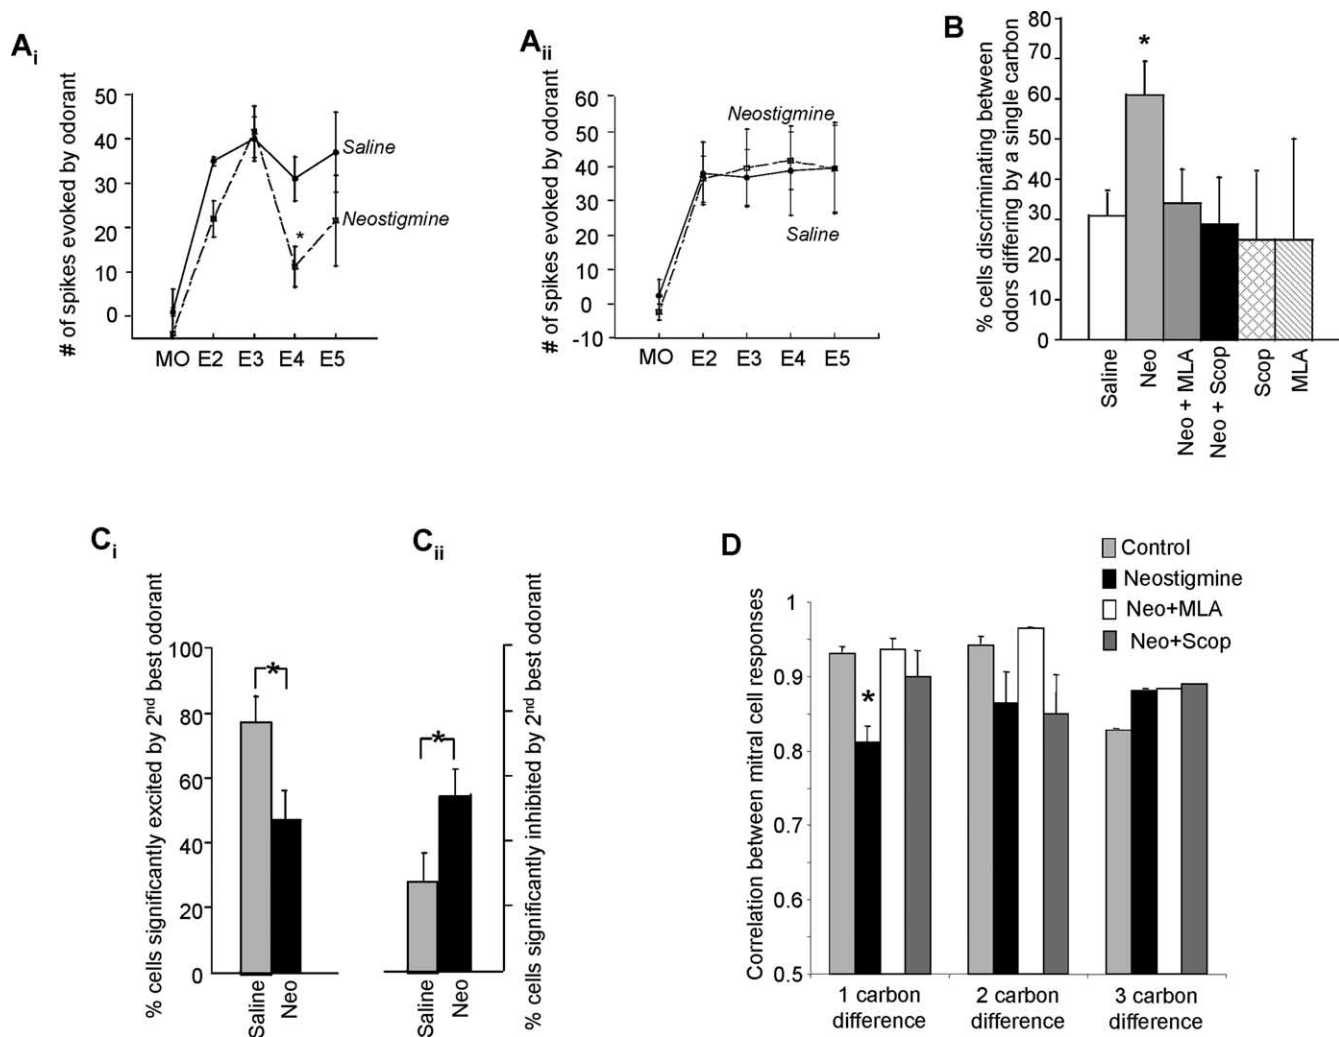 Ai
# of spikes evoked by odorant
50
40
30
20
10
0
Saline
Neostigmine
*
MO E2 E3 E4 E5
Aii
# of spikes evoked by odorant
60
50
40
30
20
10
0
-10
Neostigmine
Saline
MO E2 E3 E4 E5
B
% cells discriminating between
odors differing by a single carbon
80
70
60
50
40
30
20
10
0
*
Saline
Neo
Neo + MLA
Neo + Scop
Scop
MLA
Ci
% cells significantly excited by 2nd best odorant
100
80
60
40
20
0
*
Saline
Neo
Cii
*
Saline
Neo
% cells significantly inhibited by 2nd best odorant
D
Control
Neostigmine
Neo+MLA
Neo+Scop
Correlation between mitral cell responses
1
0.9
0.8
0.7
0.6
0.5
*
1 carbon
difference
2 carbon
difference
3 carbon
difference